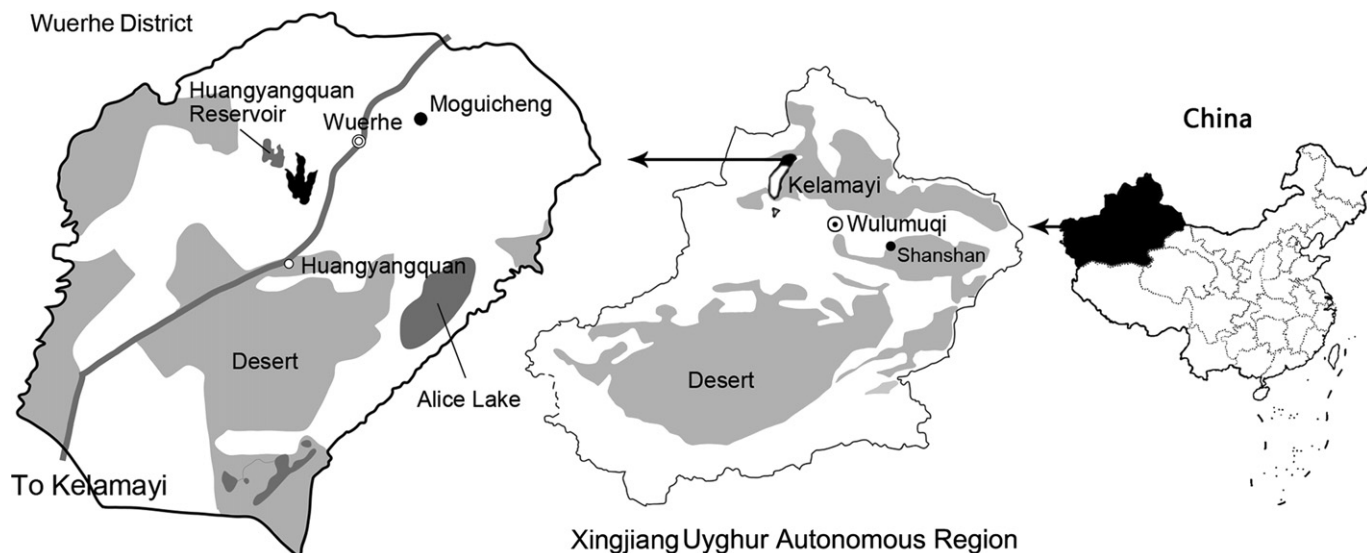 Wuerhe District
Huangyangquan
Reservoir
Wuerhe
Moguicheng
Huangyangquan
Desert
Alice Lake
To Kelamayi
Kelamayi
Wulumuqi
Shanshan
Desert
Xingjiang Uyghur Autonomous Region
China